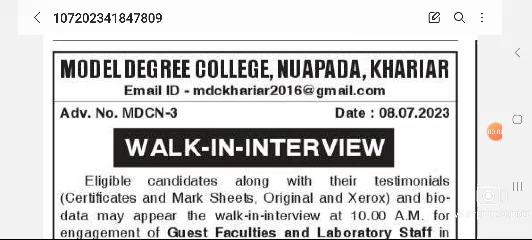 107202341847809
MODEL DEGREE COLLEGE, NUAPADA, KHARIAR
Email ID - mdckhariar2016@gmail.com
Adv. No. MDCN-3 Date : 08.07.2023
WALK-IN-INTERVIEW
Eligible candidates along with their testimonials
(Certificates and Mark Sheets, Original and Xerox) and bio-
data may appear the walk-in-interview at 10.00 A.M. for
engagement of Guest Faculties and Laboratory Staff in